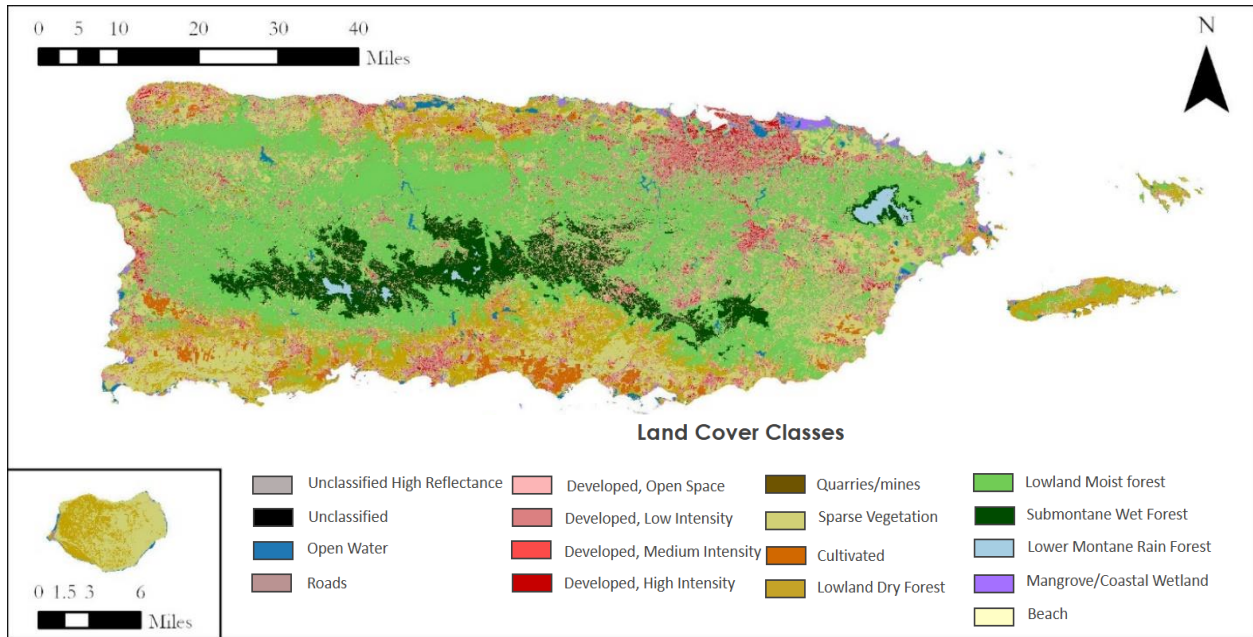 0 5 10 20 30 40
Miles
N
Land Cover Classes
Unclassified High Reflectance
Unclassified
Open Water
Roads
Developed, Open Space
Developed, Low Intensity
Developed, Medium Intensity
Developed, High Intensity
Quarries/mines
Sparse Vegetation
Cultivated
Lowland Dry Forest
Lowland Moist forest
Submontane Wet Forest
Lower Montane Rain Forest
Mangrove/Coastal Wetland
Beach
0 1.5 3 6
Miles